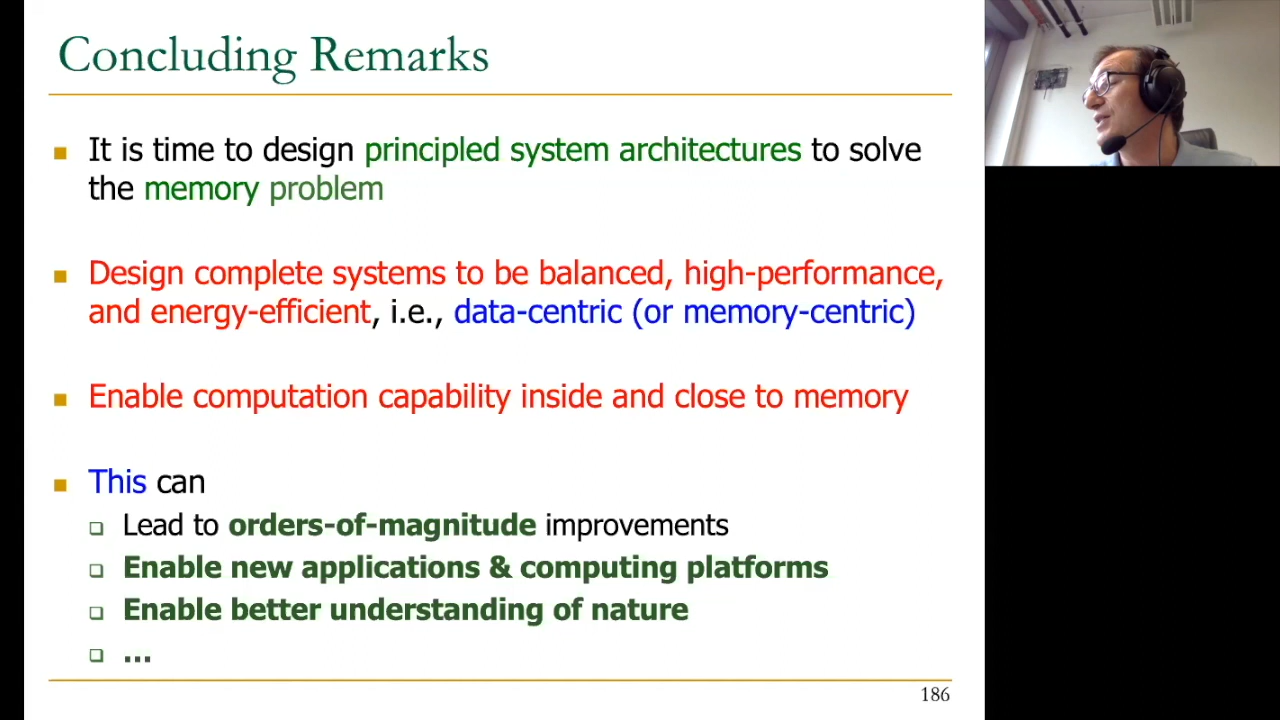 Concluding Remarks
It is time to design principled system architectures to solve
the memory problem
Design complete systems to be balanced, high-performance,
and energy-efficient, i.e., data-centric (or memory-centric)
Enable computation capability inside and close to memory
This can
Lead to orders-of-magnitude improvements
Enable new applications & computing platforms
Enable better understanding of nature
...
186